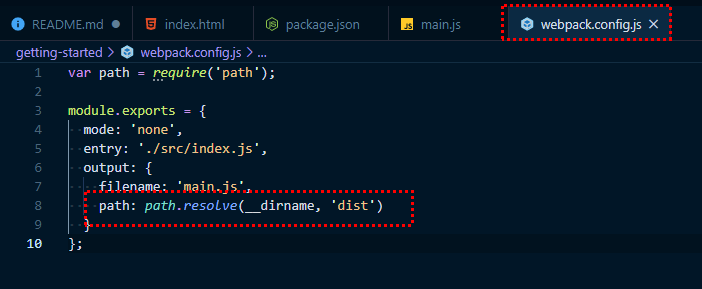 README.md
index.html
package.json
main.js
webpack.config.js
getting-started > webpack.config.js > ...
1 var path = require('path');
2
3 module.exports = {
4 mode: 'none',
5 entry: './src/index.js',
6 output: {
7 filename: 'main.js',
8 path: path.resolve(__dirname, 'dist')
9 }
10 };